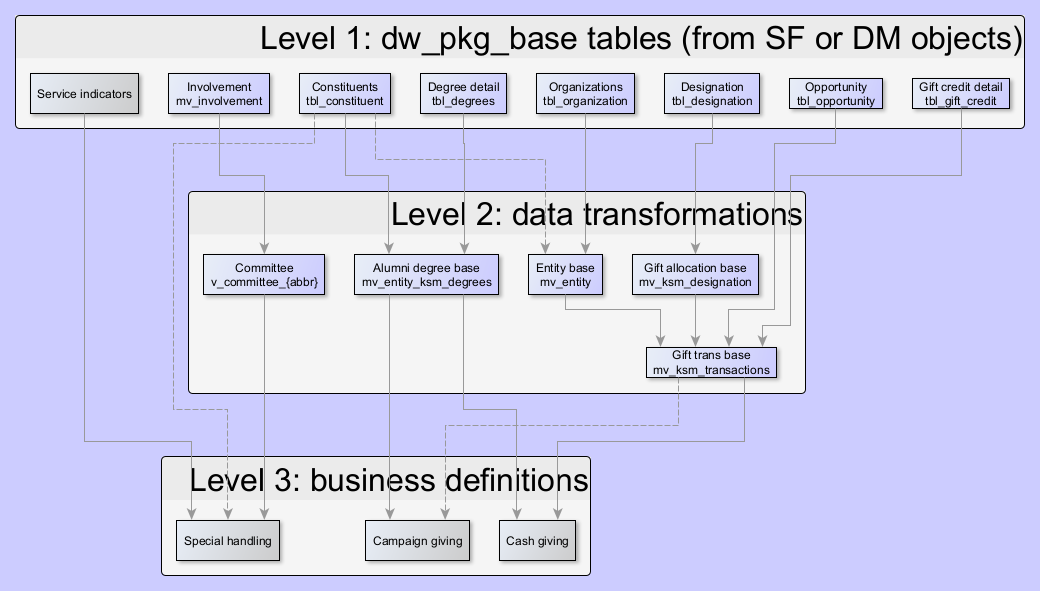 Level 1: dw_pkg_base tables (from SF or DM objects)
Service indicators
Involvement
mv_involvement
Constituents
tbl_constituent
Degree detail
tbl_degrees
Organizations
tbl_organization
Designation
tbl_designation
Opportunity
tbl_opportunity
Gift credit detail
tbl_gift_credit
Level 2: data transformations
Committee
v_committee_{abbr}
Alumni degree base
mv_entity_ksm_degrees
Entity base
mv_entity
Gift allocation base
mv_ksm_designation
Gift trans base
mv_ksm_transactions
Level 3: business definitions
Special handling
Campaign giving
Cash giving